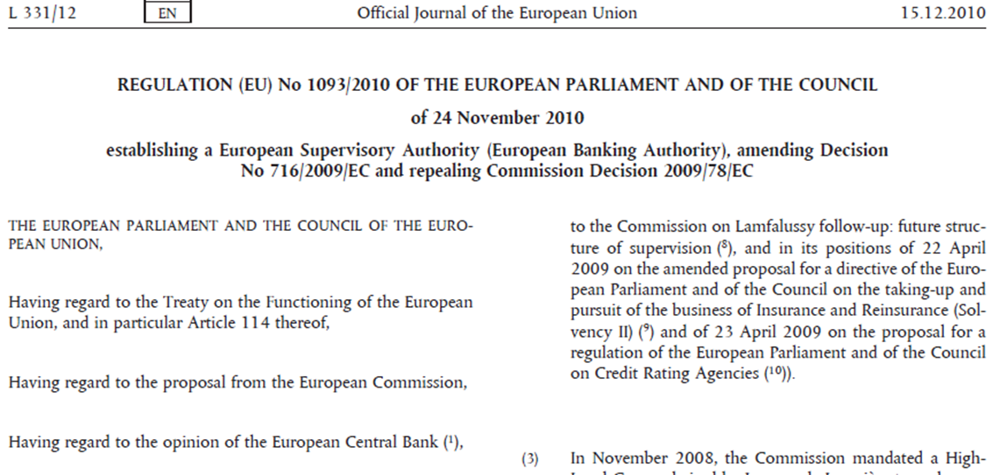 L 331/12
EN
Official Journal of the European Union
15.12.2010
REGULATION (EU) No 1093/2010 OF THE EUROPEAN PARLIAMENT AND OF THE COUNCIL
of 24 November 2010
establishing a European Supervisory Authority (European Banking Authority), amending Decision
No 716/2009/EC and repealing Commission Decision 2009/78/EC
THE EUROPEAN PARLIAMENT AND THE COUNCIL OF THE EURO-
PEAN UNION,
Having regard to the Treaty on the Functioning of the European
Union, and in particular Article 114 thereof,
Having regard to the proposal from the European Commission,
Having regard to the opinion of the European Central Bank (¹),
to the Commission on Lamfalussy follow-up: future struc-
ture of supervision (⁸), and in its positions of 22 April
2009 on the amended proposal for a directive of the Euro-
pean Parliament and of the Council on the taking-up and
pursuit of the business of Insurance and Reinsurance (Sol-
vency II) (⁹) and of 23 April 2009 on the proposal for a
regulation of the European Parliament and of the Council
on Credit Rating Agencies (¹⁰)).
(3) In November 2008, the Commission mandated a High-